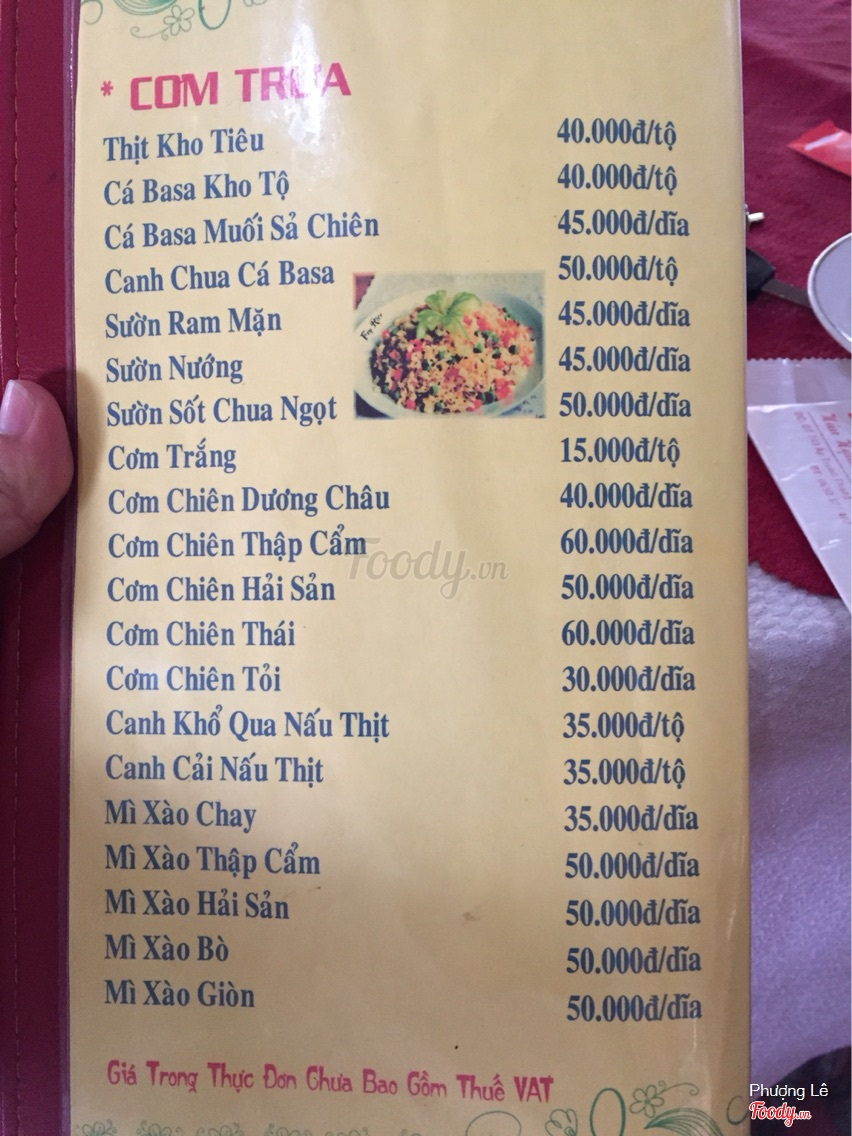 * CƠM TRƯA
Thịt Kho Tiêu 40.000đ/tộ
Cá Basa Kho Tộ 40.000đ/tộ
Cá Basa Muối Sả Chiên 45.000đ/dĩa
Canh Chua Cá Basa 50.000đ/tộ
Sườn Ram Mặn 45.000đ/dĩa
Sườn Nướng 45.000đ/dĩa
Sườn Sốt Chua Ngọt 50.000đ/dĩa
Cơm Trắng 15.000đ/tộ
Cơm Chiên Dương Châu 40.000đ/dĩa
Cơm Chiên Thập Cẩm 60.000đ/dĩa
Cơm Chiên Hải Sản 50.000đ/dĩa
Cơm Chiên Thái 60.000đ/dĩa
Cơm Chiên Tỏi 30.000đ/dĩa
Canh Khổ Qua Nấu Thịt 35.000đ/tộ
Canh Cải Nấu Thịt 35.000đ/tộ
Mì Xào Chay 35.000đ/dĩa
Mì Xào Thập Cẩm 50.000đ/dĩa
Mì Xào Hải Sản 50.000đ/dĩa
Mì Xào Bò 50.000đ/dĩa
Mì Xào Giòn 50.000đ/dĩa
Giá Trong Thực Đơn Chưa Bao Gồm Thuế VAT
Foody.vn
Phượng Lê
Foody.vn